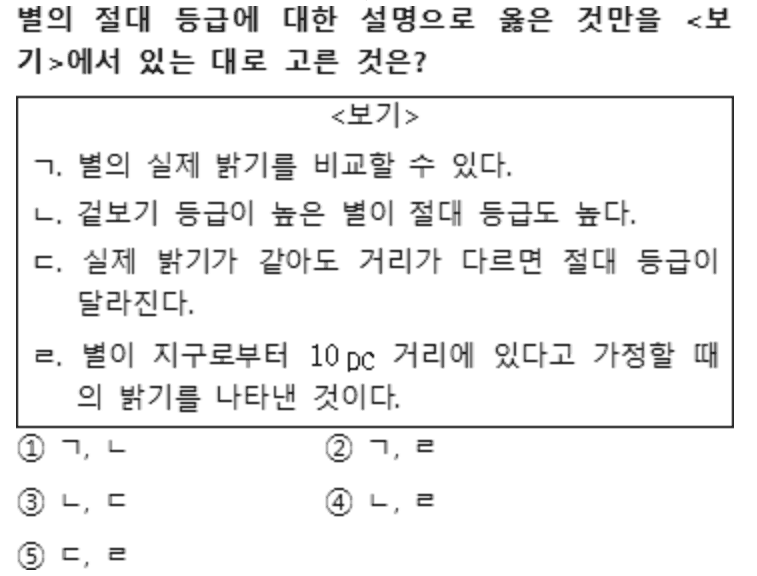 별의 절대 등급에 대한 설명으로 옳은 것만을 <보
기>에서 있는 대로 고른 것은?
<보기>
ㄱ. 별의 실제 밝기를 비교할 수 있다.
ㄴ. 겉보기 등급이 높은 별이 절대 등급도 높다.
ㄷ. 실제 밝기가 같아도 거리가 다르면 절대 등급이
달라진다.
ㄹ. 별이 지구로부터 10 pc 거리에 있다고 가정할 때
의 밝기를 나타낸 것이다.
① ㄱ, ㄴ ② ㄱ, ㄹ
③ ㄴ, ㄷ ④ ㄴ, ㄹ
⑤ ㄷ, ㄹ